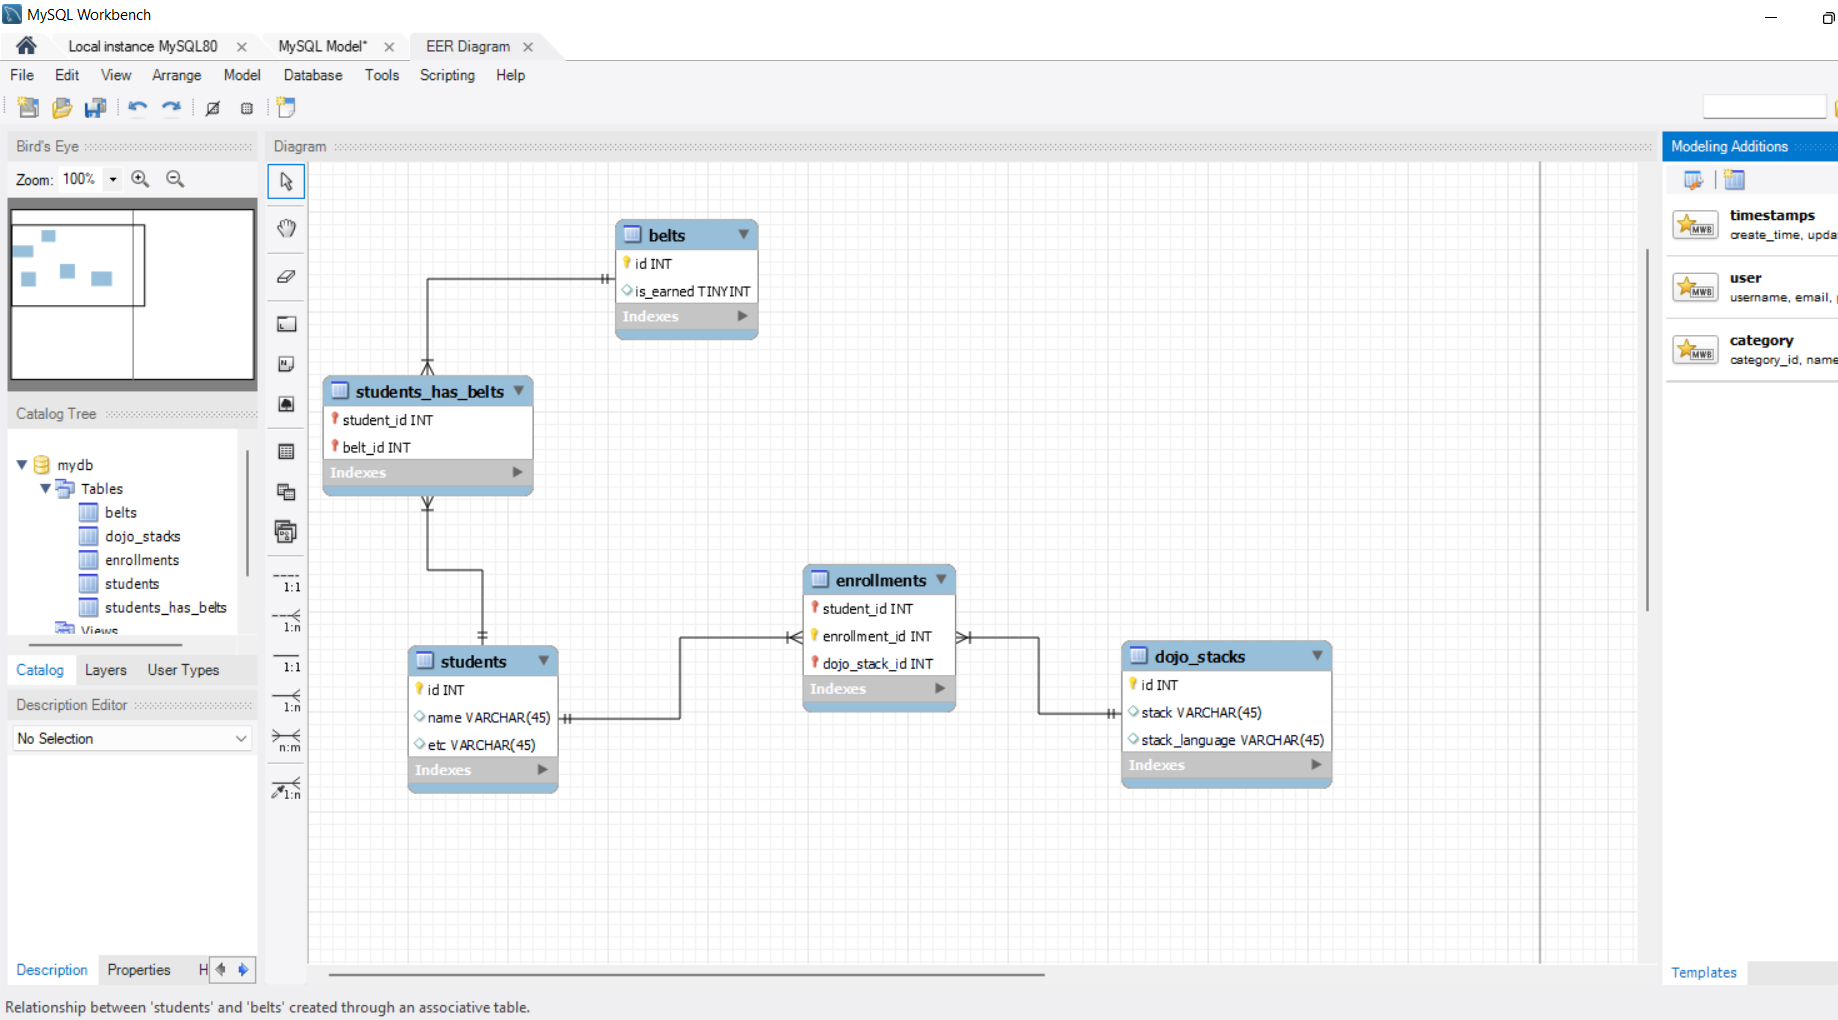 MySQL Workbench
Local instance MySQL80
MySQL Model*
EER Diagram
File Edit View Arrange Model Database Tools Scripting Help
Bird's Eye
Zoom: 100%
Catalog Tree
mydb
Tables
belts
dojo_stacks
enrollments
students
students_has_belts
Views
Catalog Layers User Types
Description Editor
No Selection
Description Properties H
Diagram
1:1
1:n
1:1
1:n
n:m
1:n
belts
id INT
is_earned TINYINT
Indexes
students_has_belts
student_id INT
belt_id INT
Indexes
students
id INT
name VARCHAR(45)
etc VARCHAR(45)
Indexes
enrollments
student_id INT
enrollment_id INT
dojo_stack_id INT
Indexes
dojo_stacks
id INT
stack VARCHAR(45)
stack_language VARCHAR(45)
Indexes
Modeling Additions
MWB
timestamps
create_time, upda
MWB
user
username, email,
MWB
category
category_id, name
Templates
Relationship between 'students' and 'belts' created through an associative table.